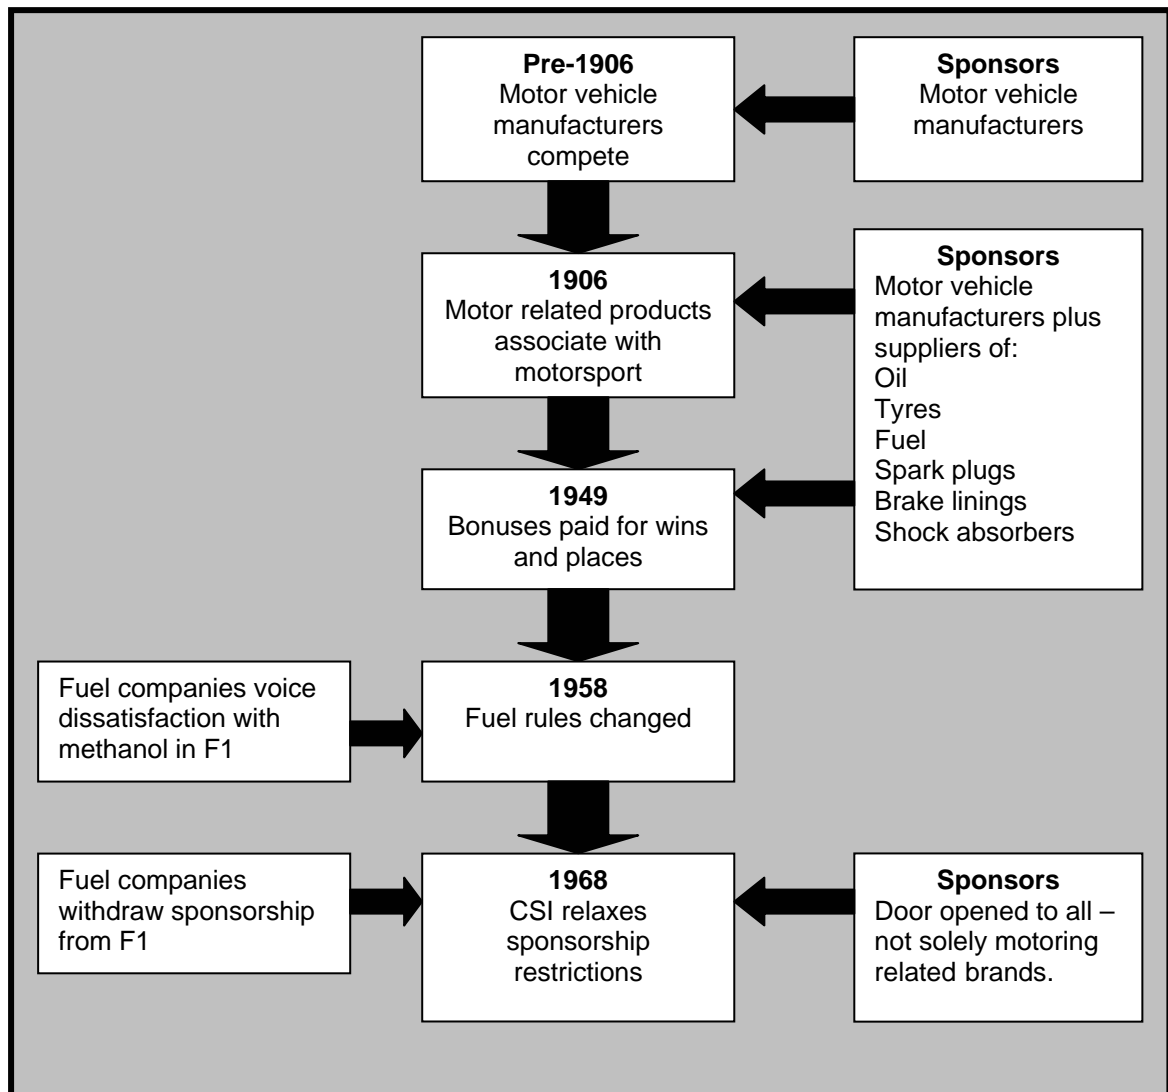 Pre-1906
Motor vehicle
manufacturers
compete
Sponsors
Motor vehicle
manufacturers
1906
Motor related products
associate with
motorsport
Sponsors
Motor vehicle
manufacturers plus
suppliers of:
Oil
Tyres
Fuel
Spark plugs
Brake linings
Shock absorbers
1949
Bonuses paid for wins
and places
Fuel companies voice
dissatisfaction with
methanol in F1
1958
Fuel rules changed
Fuel companies
withdraw sponsorship
from F1
1968
CSI relaxes
sponsorship
restrictions
Sponsors
Door opened to all –
not solely motoring
related brands.